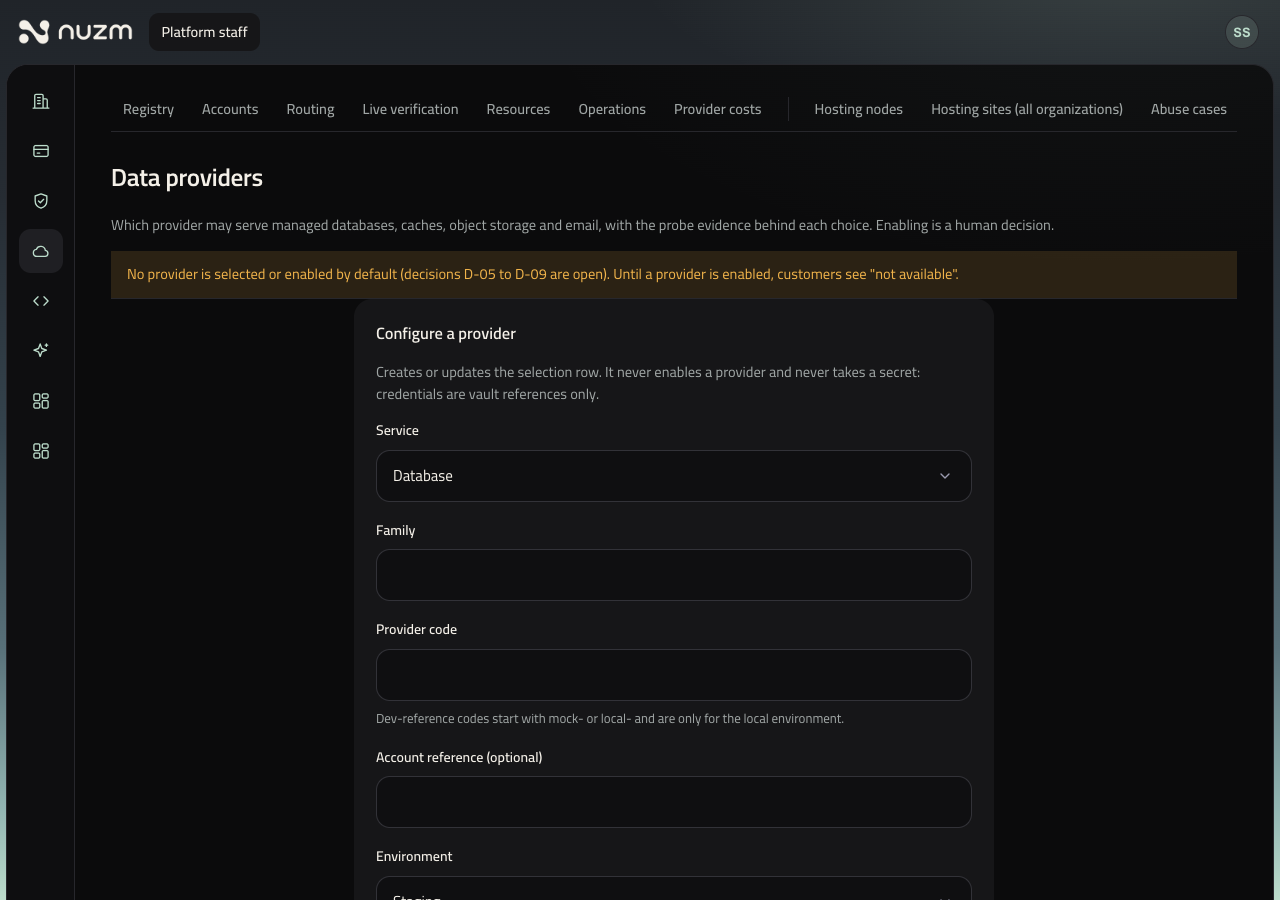 nuzm
Platform staff
SS
Registry
Accounts
Routing
Live verification
Resources
Operations
Provider costs
Hosting nodes
Hosting sites (all organizations)
Abuse cases
Data providers
Which provider may serve managed databases, caches, object storage and email, with the probe evidence behind each choice. Enabling is a human decision.
No provider is selected or enabled by default (decisions D-05 to D-09 are open). Until a provider is enabled, customers see "not available".
Configure a provider
Creates or updates the selection row. It never enables a provider and never takes a secret:
credentials are vault references only.
Service
Database
Family
Provider code
Dev-reference codes start with mock- or local- and are only for the local environment.
Account reference (optional)
Environment
Staging